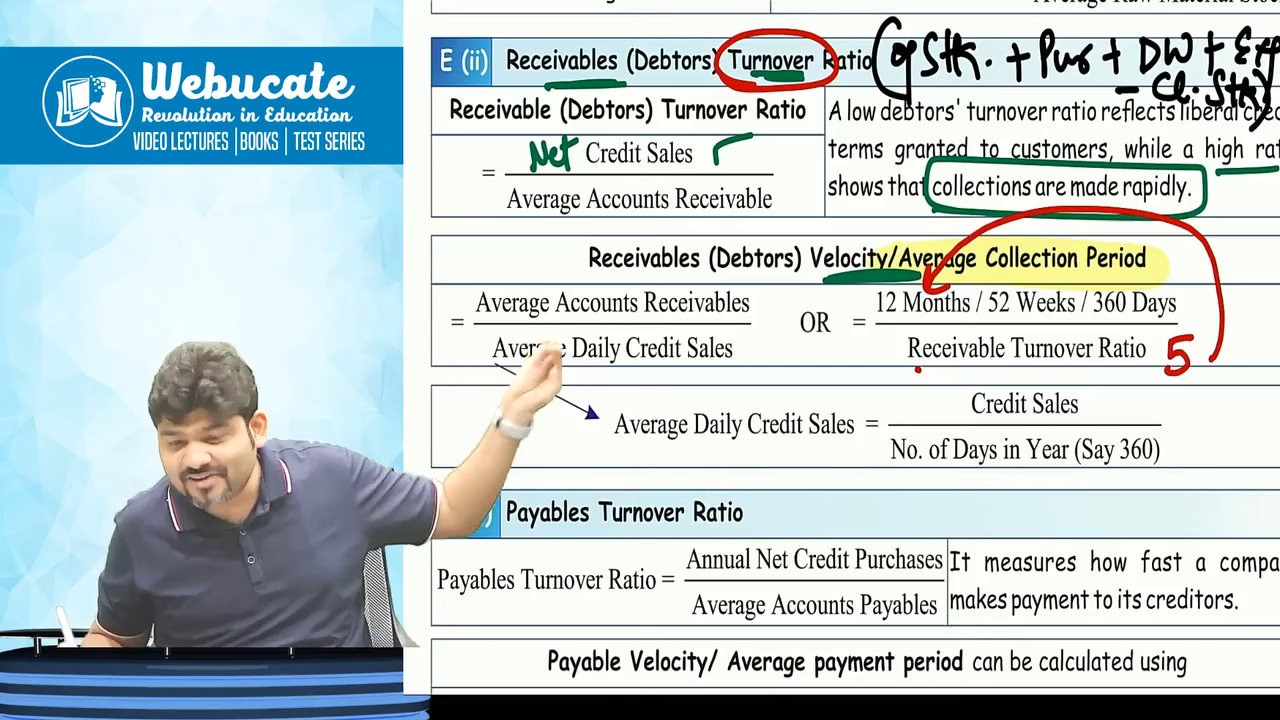 Webucate
Revolution in Education
VIDEO LECTURES | BOOKS | TEST SERIES
E (ii) Receivables (Debtors) Turnover Ratio
Stk. + Pur + DW +
- Cl. Stk)
Receivable (Debtors) Turnover Ratio
= Net Credit Sales
Average Accounts Receivable
A low debtors' turnover ratio reflects liberal
terms granted to customers, while a high
shows that collections are made rapidly.
Receivables (Debtors) Velocity/Average Collection Period
= Average Accounts Receivables
Average Daily Credit Sales
OR = 12 Months / 52 Weeks / 360 Days
Receivable Turnover Ratio 5
Average Daily Credit Sales = Credit Sales
No. of Days in Year (Say 360)
Payables Turnover Ratio
Payables Turnover Ratio = Annual Net Credit Purchases
Average Accounts Payables
It measures how fast a
makes payment to its creditors.
Payable Velocity/ Average payment period can be calculated using